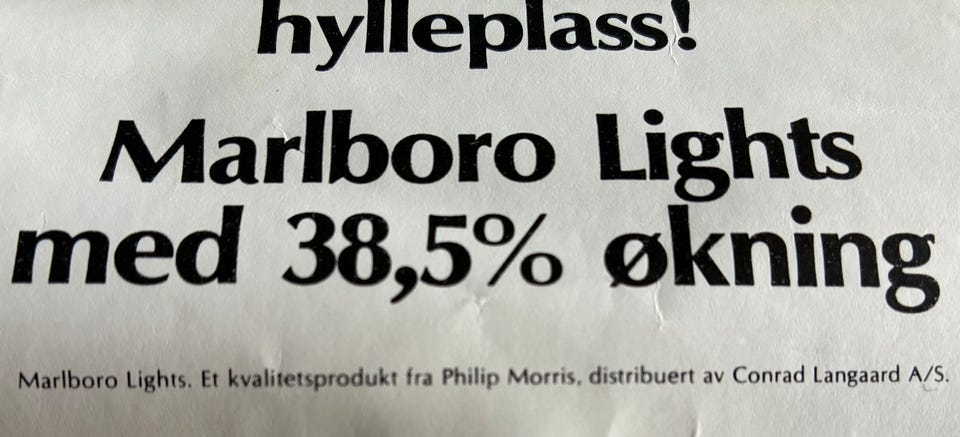 hylleplass!
Marlboro Lights
med 38,5% økning
Marlboro Lights. Et kvalitetsprodukt fra Philip Morris, distribuert av Conrad Langaard A/S.